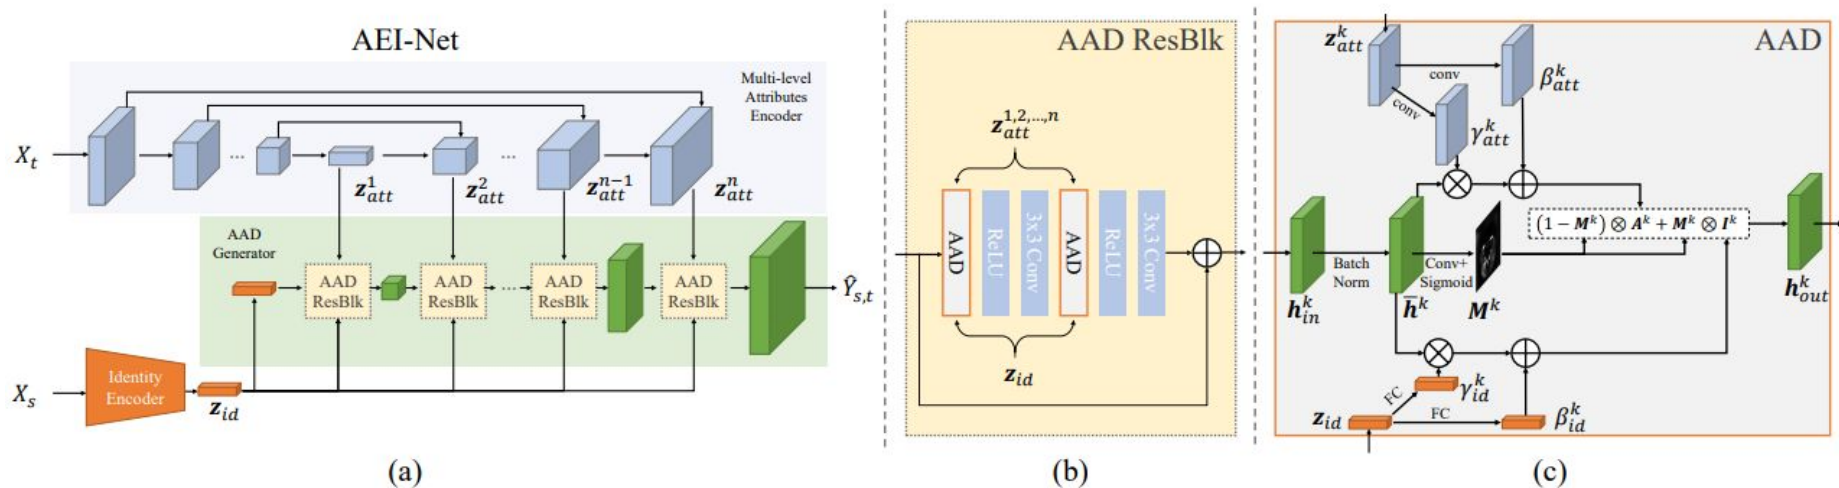 AEI-Net
Multi-level
Attributes
Encoder
X_t
...
...
z_att^1
z_att^2
z_att^{n-1}
z_att^n
AAD
Generator
AAD
ResBlk
AAD
ResBlk
...
AAD
ResBlk
AAD
ResBlk
Ŷ_{s,t}
X_s
Identity
Encoder
z_id
(a)
AAD ResBlk
z_att^{1,2,...,n}
AAD
ReLU
3x3 Conv
AAD
ReLU
3x3 Conv
z_id
(b)
AAD
z_att^k
conv
conv
β_att^k
γ_att^k
(1 − M^k) ⊗ A^k + M^k ⊗ I^k
Batch
Norm
Conv+
Sigmoid
h_in^k
h̄^k
M^k
h_out^k
z_id
FC
FC
γ_id^k
β_id^k
(c)